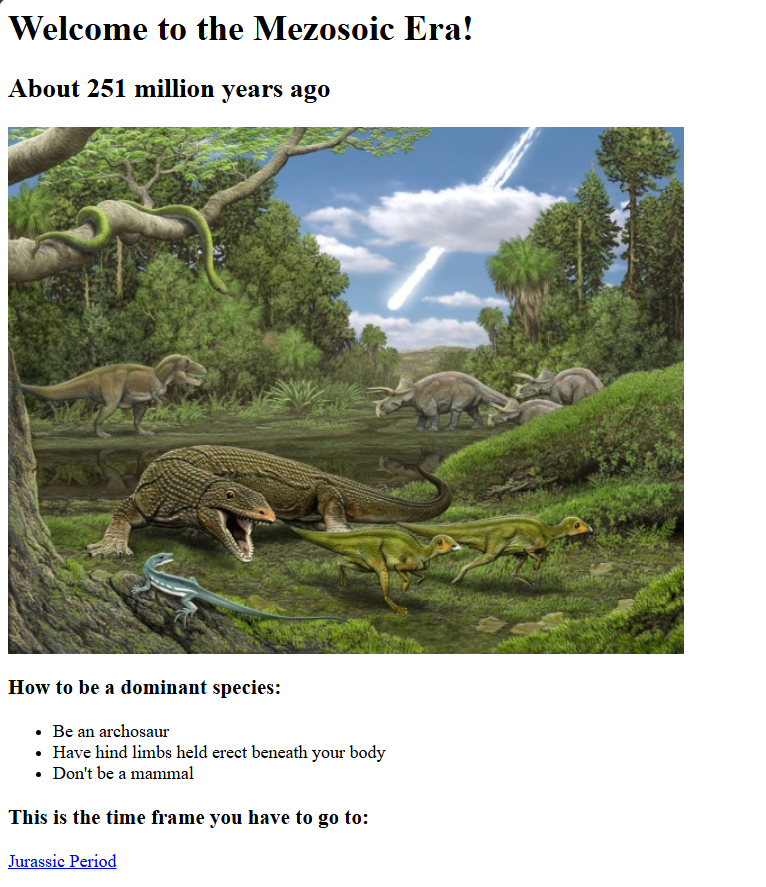 Welcome to the Mezosoic Era!
About 251 million years ago
How to be a dominant species:
Be an archosaur
Have hind limbs held erect beneath your body
Don't be a mammal
This is the time frame you have to go to:
Jurassic Period